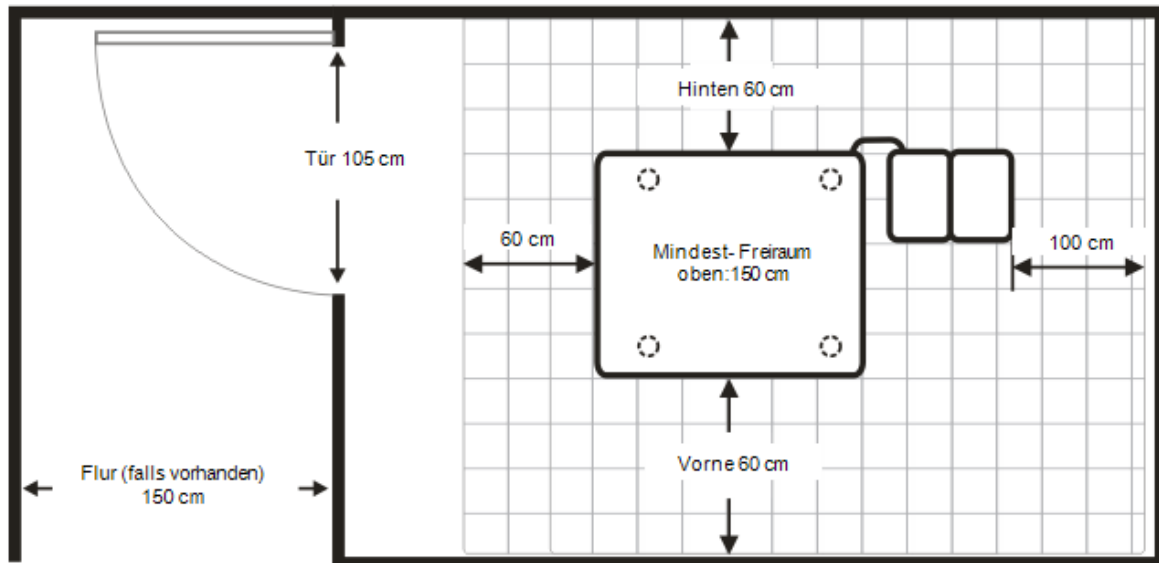 Hinten 60 cm
Tür 105 cm
60 cm
Mindest- Freiraum
oben:150 cm
100 cm
Vorne 60 cm
Flur (falls vorhanden)
150 cm